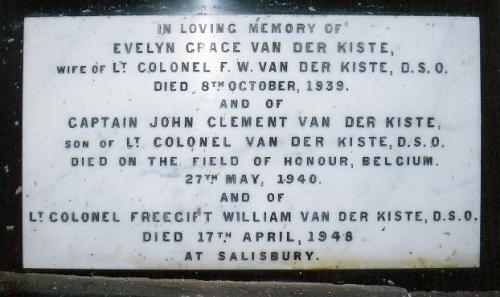 IN LOVING MEMORY OF
EVELYN GRACE VAN DER KISTE,
WIFE OF LT COLONEL F. W. VAN DER KISTE, D.S.O.
DIED 8TH OCTOBER, 1939.
AND OF
CAPTAIN JOHN CLEMENT VAN DER KISTE,
SON OF LT COLONEL VAN DER KISTE, D.S.O.
DIED ON THE FIELD OF HONOUR, BELGIUM.
27TH MAY, 1940.
AND OF
LT COLONEL FREEGIFT WILLIAM VAN DER KISTE, D.S.O.
DIED 17TH APRIL, 1948
AT SALISBURY.